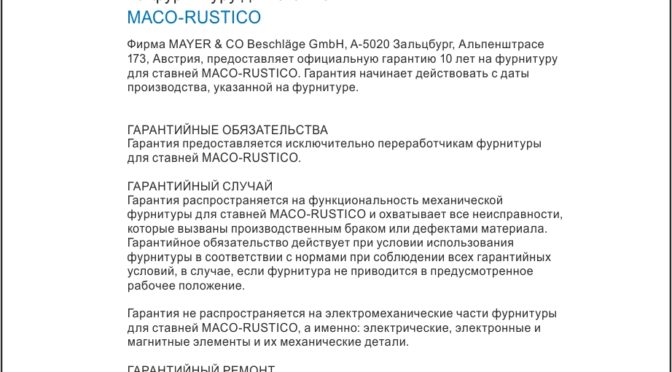 MACO-RUSTICO
Фирма MAYER & CO Beschläge GmbH, A-5020 Зальцбург, Альпенштрасе
173, Австрия, предоставляет официальную гарантию 10 лет на фурнитуру
для ставней MACO-RUSTICO. Гарантия начинает действовать с даты
производства, указанной на фурнитуре.
ГАРАНТИЙНЫЕ ОБЯЗАТЕЛЬСТВА
Гарантия предоставляется исключительно переработчикам фурнитуры
для ставней MACO-RUSTICO.
ГАРАНТИЙНЫЙ СЛУЧАЙ
Гарантия распространяется на функциональность механической
фурнитуры для ставней MACO-RUSTICO и охватывает все неисправности,
которые вызваны производственным браком или дефектами материала.
Гарантийное обязательство действует при условии использования
фурнитуры в соответствии с нормами при соблюдении всех гарантийных
условий, в случае, если фурнитура не приводится в предусмотренное
рабочее положение.
Гарантия не распространяется на электромеханические части фурнитуры
для ставней MACO-RUSTICO, а именно: электрические, электронные и
магнитные элементы и их механические детали.
ГАРАНТИЙНЫЙ РЕМОНТ